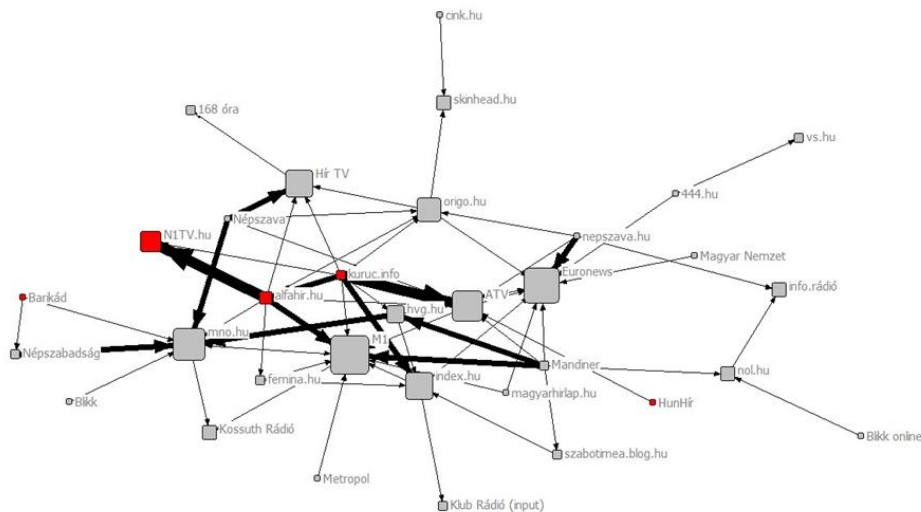 cink.hu
skinhead.hu
168 óra
vs.hu
Hír TV
444.hu
origo.hu
Népszava
N1TV.hu
nepszava.hu
Magyar Nemzet
Euronews
kuruc.info
info.rádió
Barikád
alfahir.hu
ATV
hvg.hu
mno.hu
M1
Népszabadság
Mandiner
index.hu
nol.hu
femina.hu
magyarhirlap.hu
Blikk
HunHír
Kossuth Rádió
Blikk online
szabotimea.blog.hu
Metropol
Klub Rádió (input)